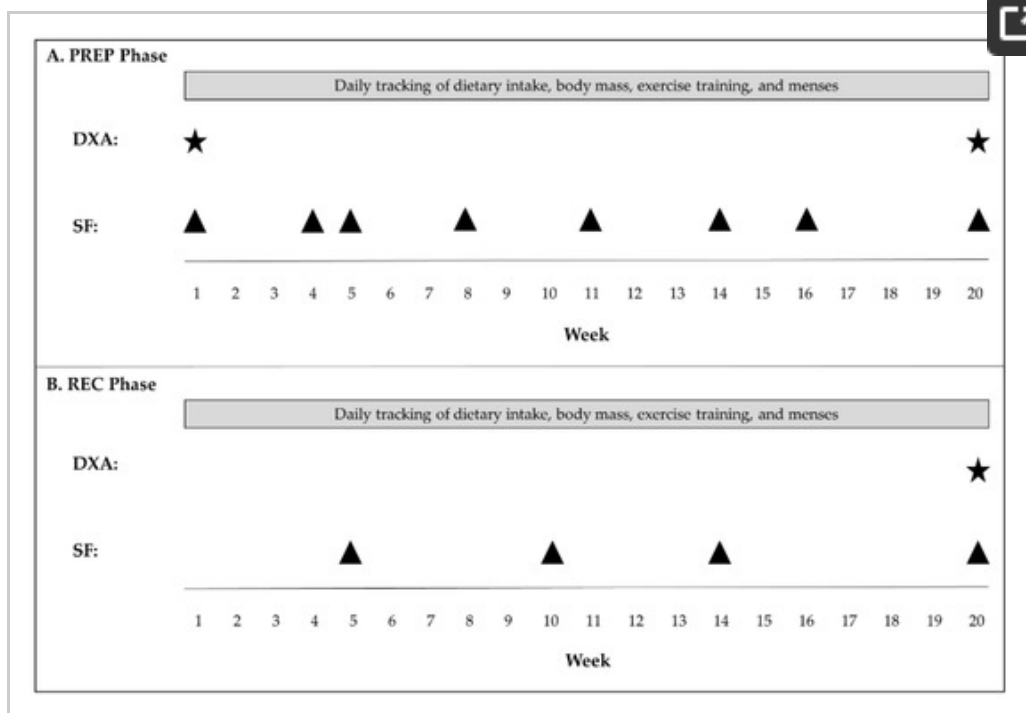 A. PREP Phase
Daily tracking of dietary intake, body mass, exercise training, and menses
DXA:
SF:
1 2 3 4 5 6 7 8 9 10 11 12 13 14 15 16 17 18 19 20
Week
B. REC Phase
Daily tracking of dietary intake, body mass, exercise training, and menses
DXA:
SF:
1 2 3 4 5 6 7 8 9 10 11 12 13 14 15 16 17 18 19 20
Week